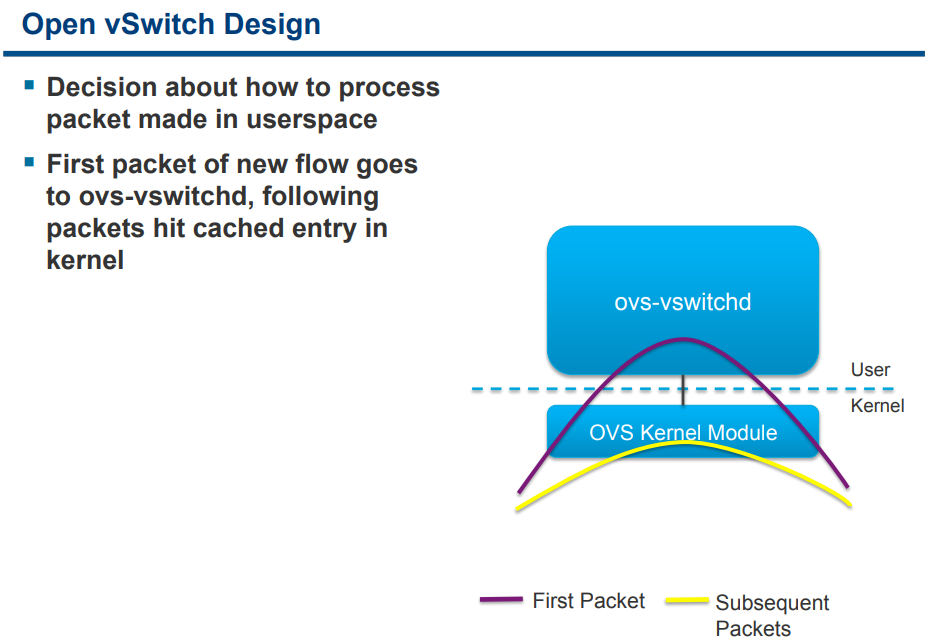 Open vSwitch Design
Decision about how to process
packet made in userspace
First packet of new flow goes
to ovs-vswitchd, following
packets hit cached entry in
kernel
ovs-vswitchd
User
Kernel
OVS Kernel Module
First Packet
Subsequent
Packets